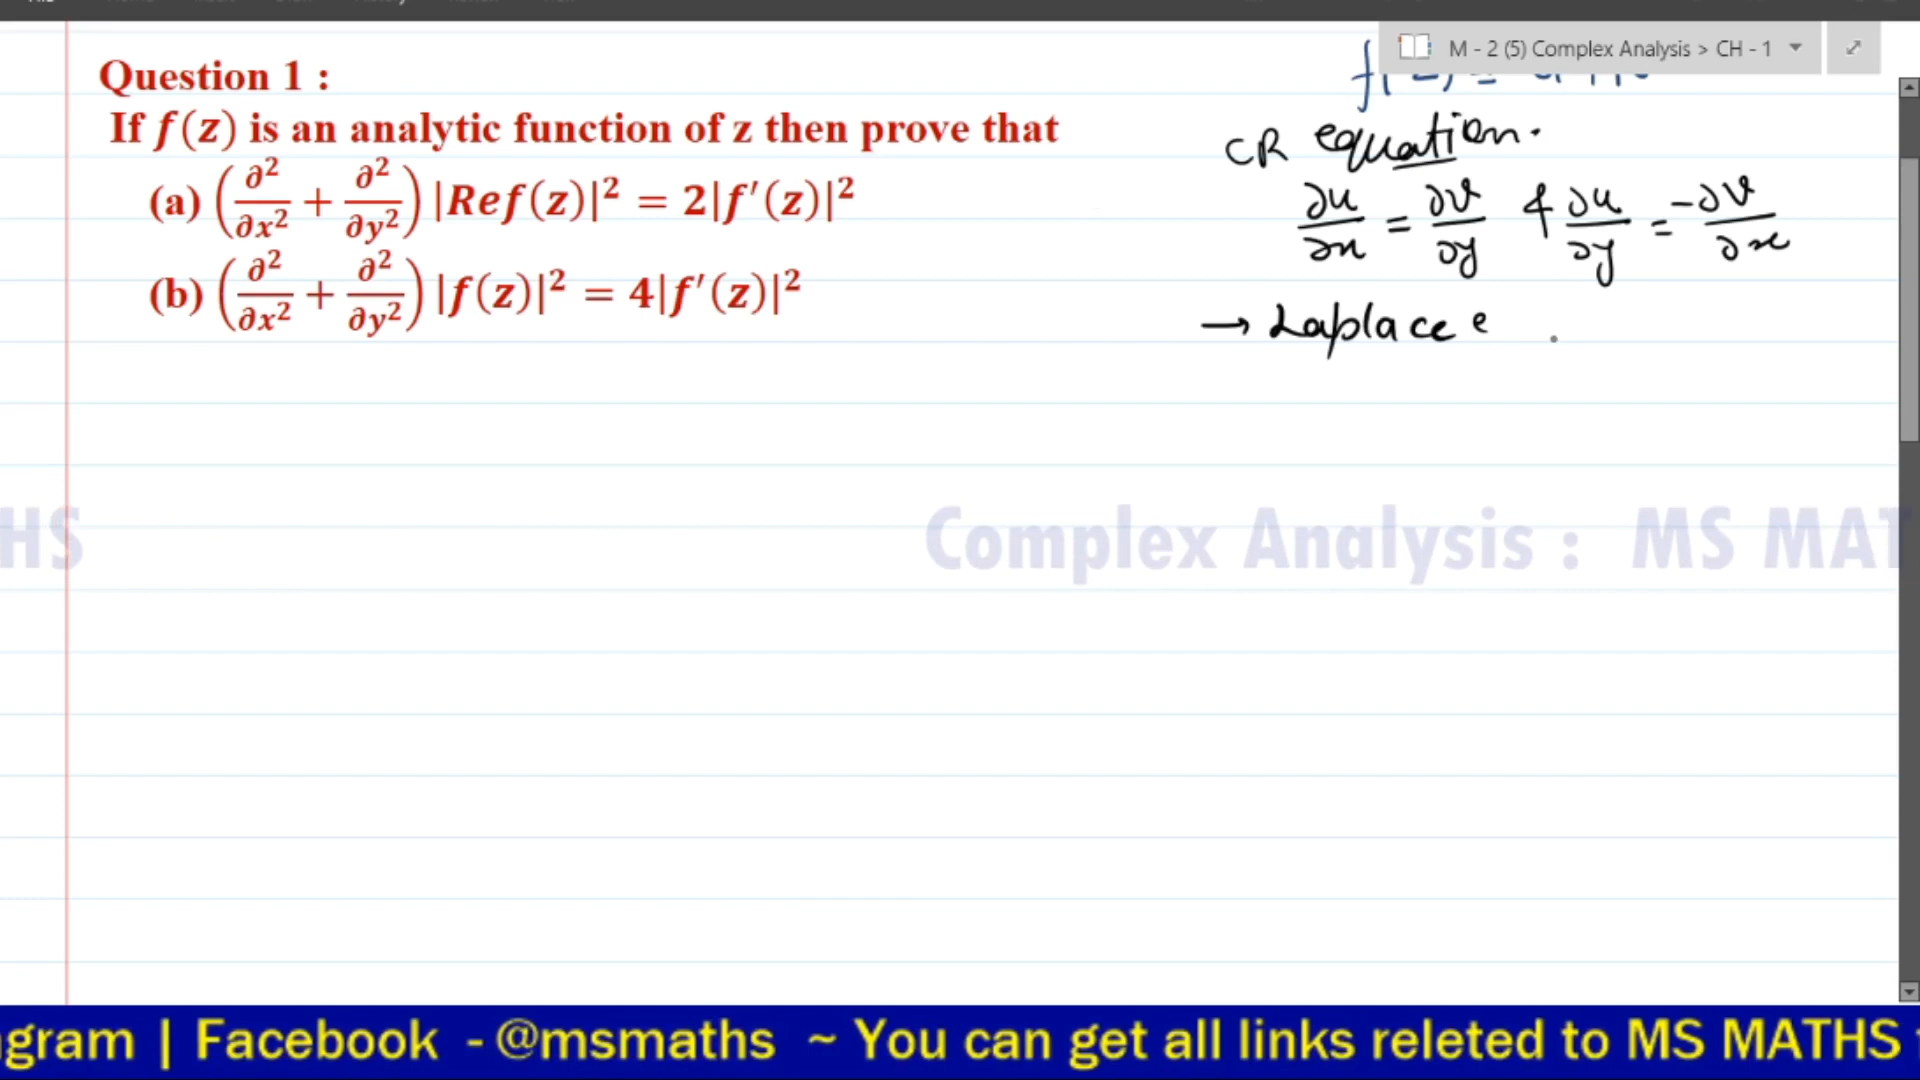 M - 2 (5) Complex Analysis > CH - 1
Question 1 :
If f(z) is an analytic function of z then prove that
(a) (∂²/∂x² + ∂²/∂y²) |Ref(z)|² = 2|f′(z)|²
(b) (∂²/∂x² + ∂²/∂y²) |f(z)|² = 4|f′(z)|²
CR equation.
∂u/∂x = ∂v/∂y & ∂u/∂y = -∂v/∂x
→ Laplace e
HS Complex Analysis : MS MAT
gram | Facebook - @msmaths ~ You can get all links releted to MS MATHS